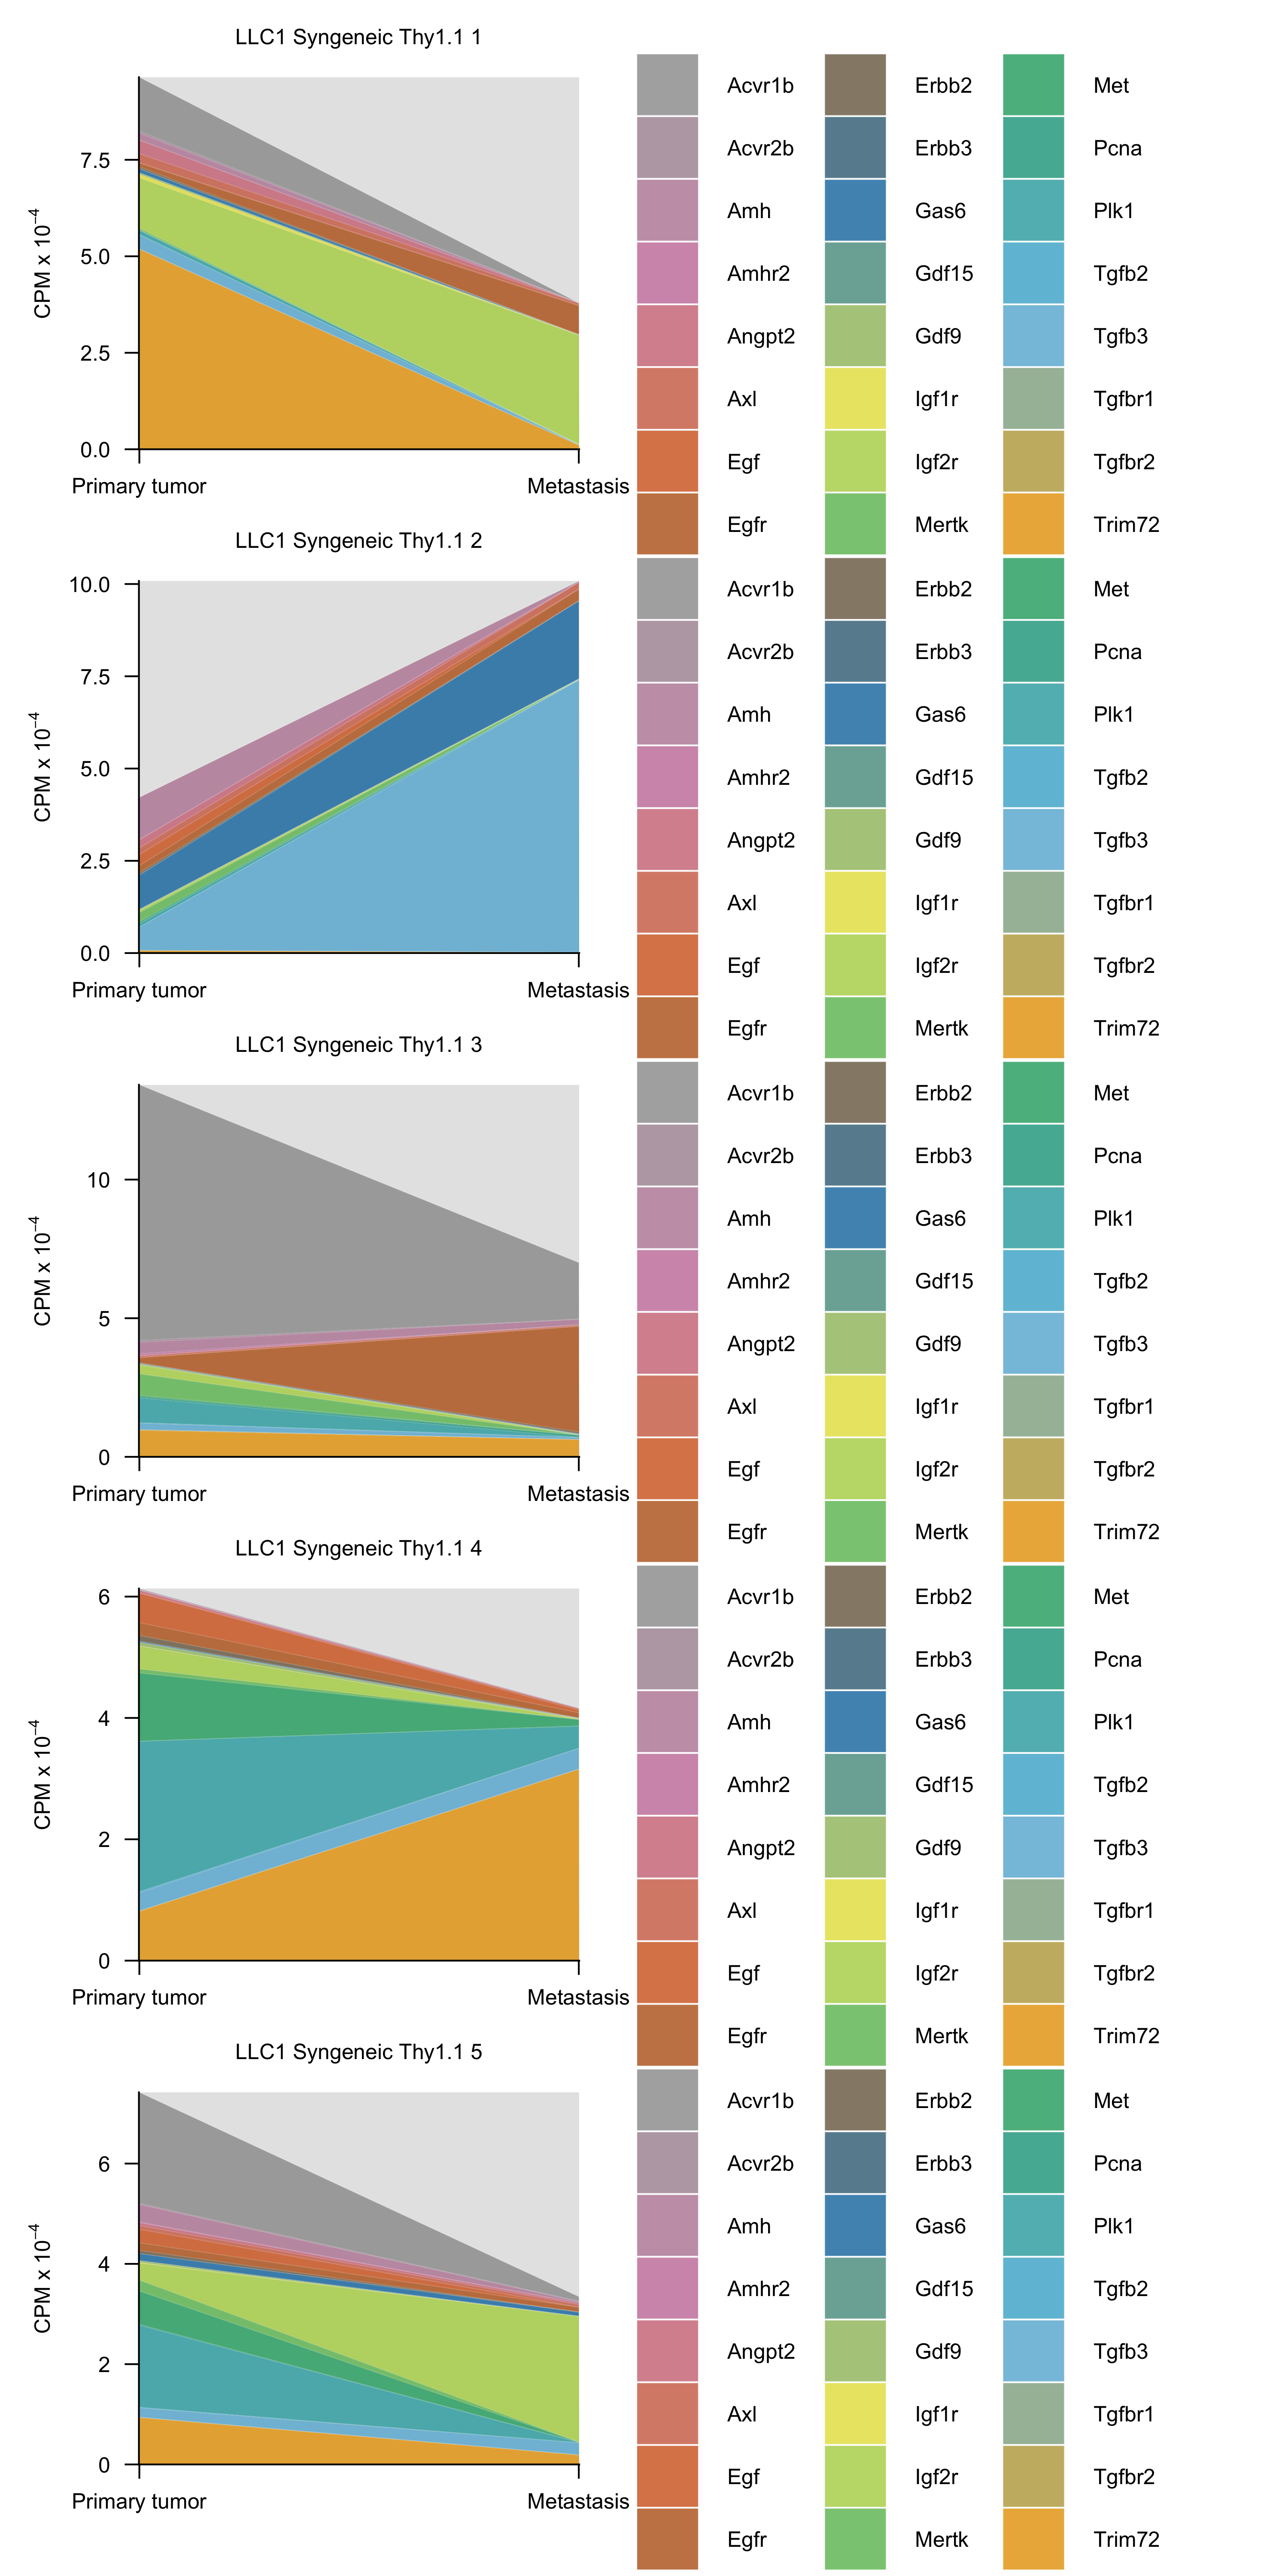 LLC1 Syngeneic Thy1.1 1
CPM x 10⁻⁴
7.5
5.0
2.5
0.0
Primary tumor Metastasis
Acvr1b Erbb2 Met
Acvr2b Erbb3 Pcna
Amh Gas6 Plk1
Amhr2 Gdf15 Tgfb2
Angpt2 Gdf9 Tgfb3
Axl Igf1r Tgfbr1
Egf Igf2r Tgfbr2
Egfr Mertk Trim72
LLC1 Syngeneic Thy1.1 2
CPM x 10⁻⁴
10.0
7.5
5.0
2.5
0.0
Primary tumor Metastasis
Acvr1b Erbb2 Met
Acvr2b Erbb3 Pcna
Amh Gas6 Plk1
Amhr2 Gdf15 Tgfb2
Angpt2 Gdf9 Tgfb3
Axl Igf1r Tgfbr1
Egf Igf2r Tgfbr2
Egfr Mertk Trim72
LLC1 Syngeneic Thy1.1 3
CPM x 10⁻⁴
10
5
0
Primary tumor Metastasis
Acvr1b Erbb2 Met
Acvr2b Erbb3 Pcna
Amh Gas6 Plk1
Amhr2 Gdf15 Tgfb2
Angpt2 Gdf9 Tgfb3
Axl Igf1r Tgfbr1
Egf Igf2r Tgfbr2
Egfr Mertk Trim72
LLC1 Syngeneic Thy1.1 4
CPM x 10⁻⁴
6
4
2
0
Primary tumor Metastasis
Acvr1b Erbb2 Met
Acvr2b Erbb3 Pcna
Amh Gas6 Plk1
Amhr2 Gdf15 Tgfb2
Angpt2 Gdf9 Tgfb3
Axl Igf1r Tgfbr1
Egf Igf2r Tgfbr2
Egfr Mertk Trim72
LLC1 Syngeneic Thy1.1 5
CPM x 10⁻⁴
6
4
2
0
Primary tumor Metastasis
Acvr1b Erbb2 Met
Acvr2b Erbb3 Pcna
Amh Gas6 Plk1
Amhr2 Gdf15 Tgfb2
Angpt2 Gdf9 Tgfb3
Axl Igf1r Tgfbr1
Egf Igf2r Tgfbr2
Egfr Mertk Trim72